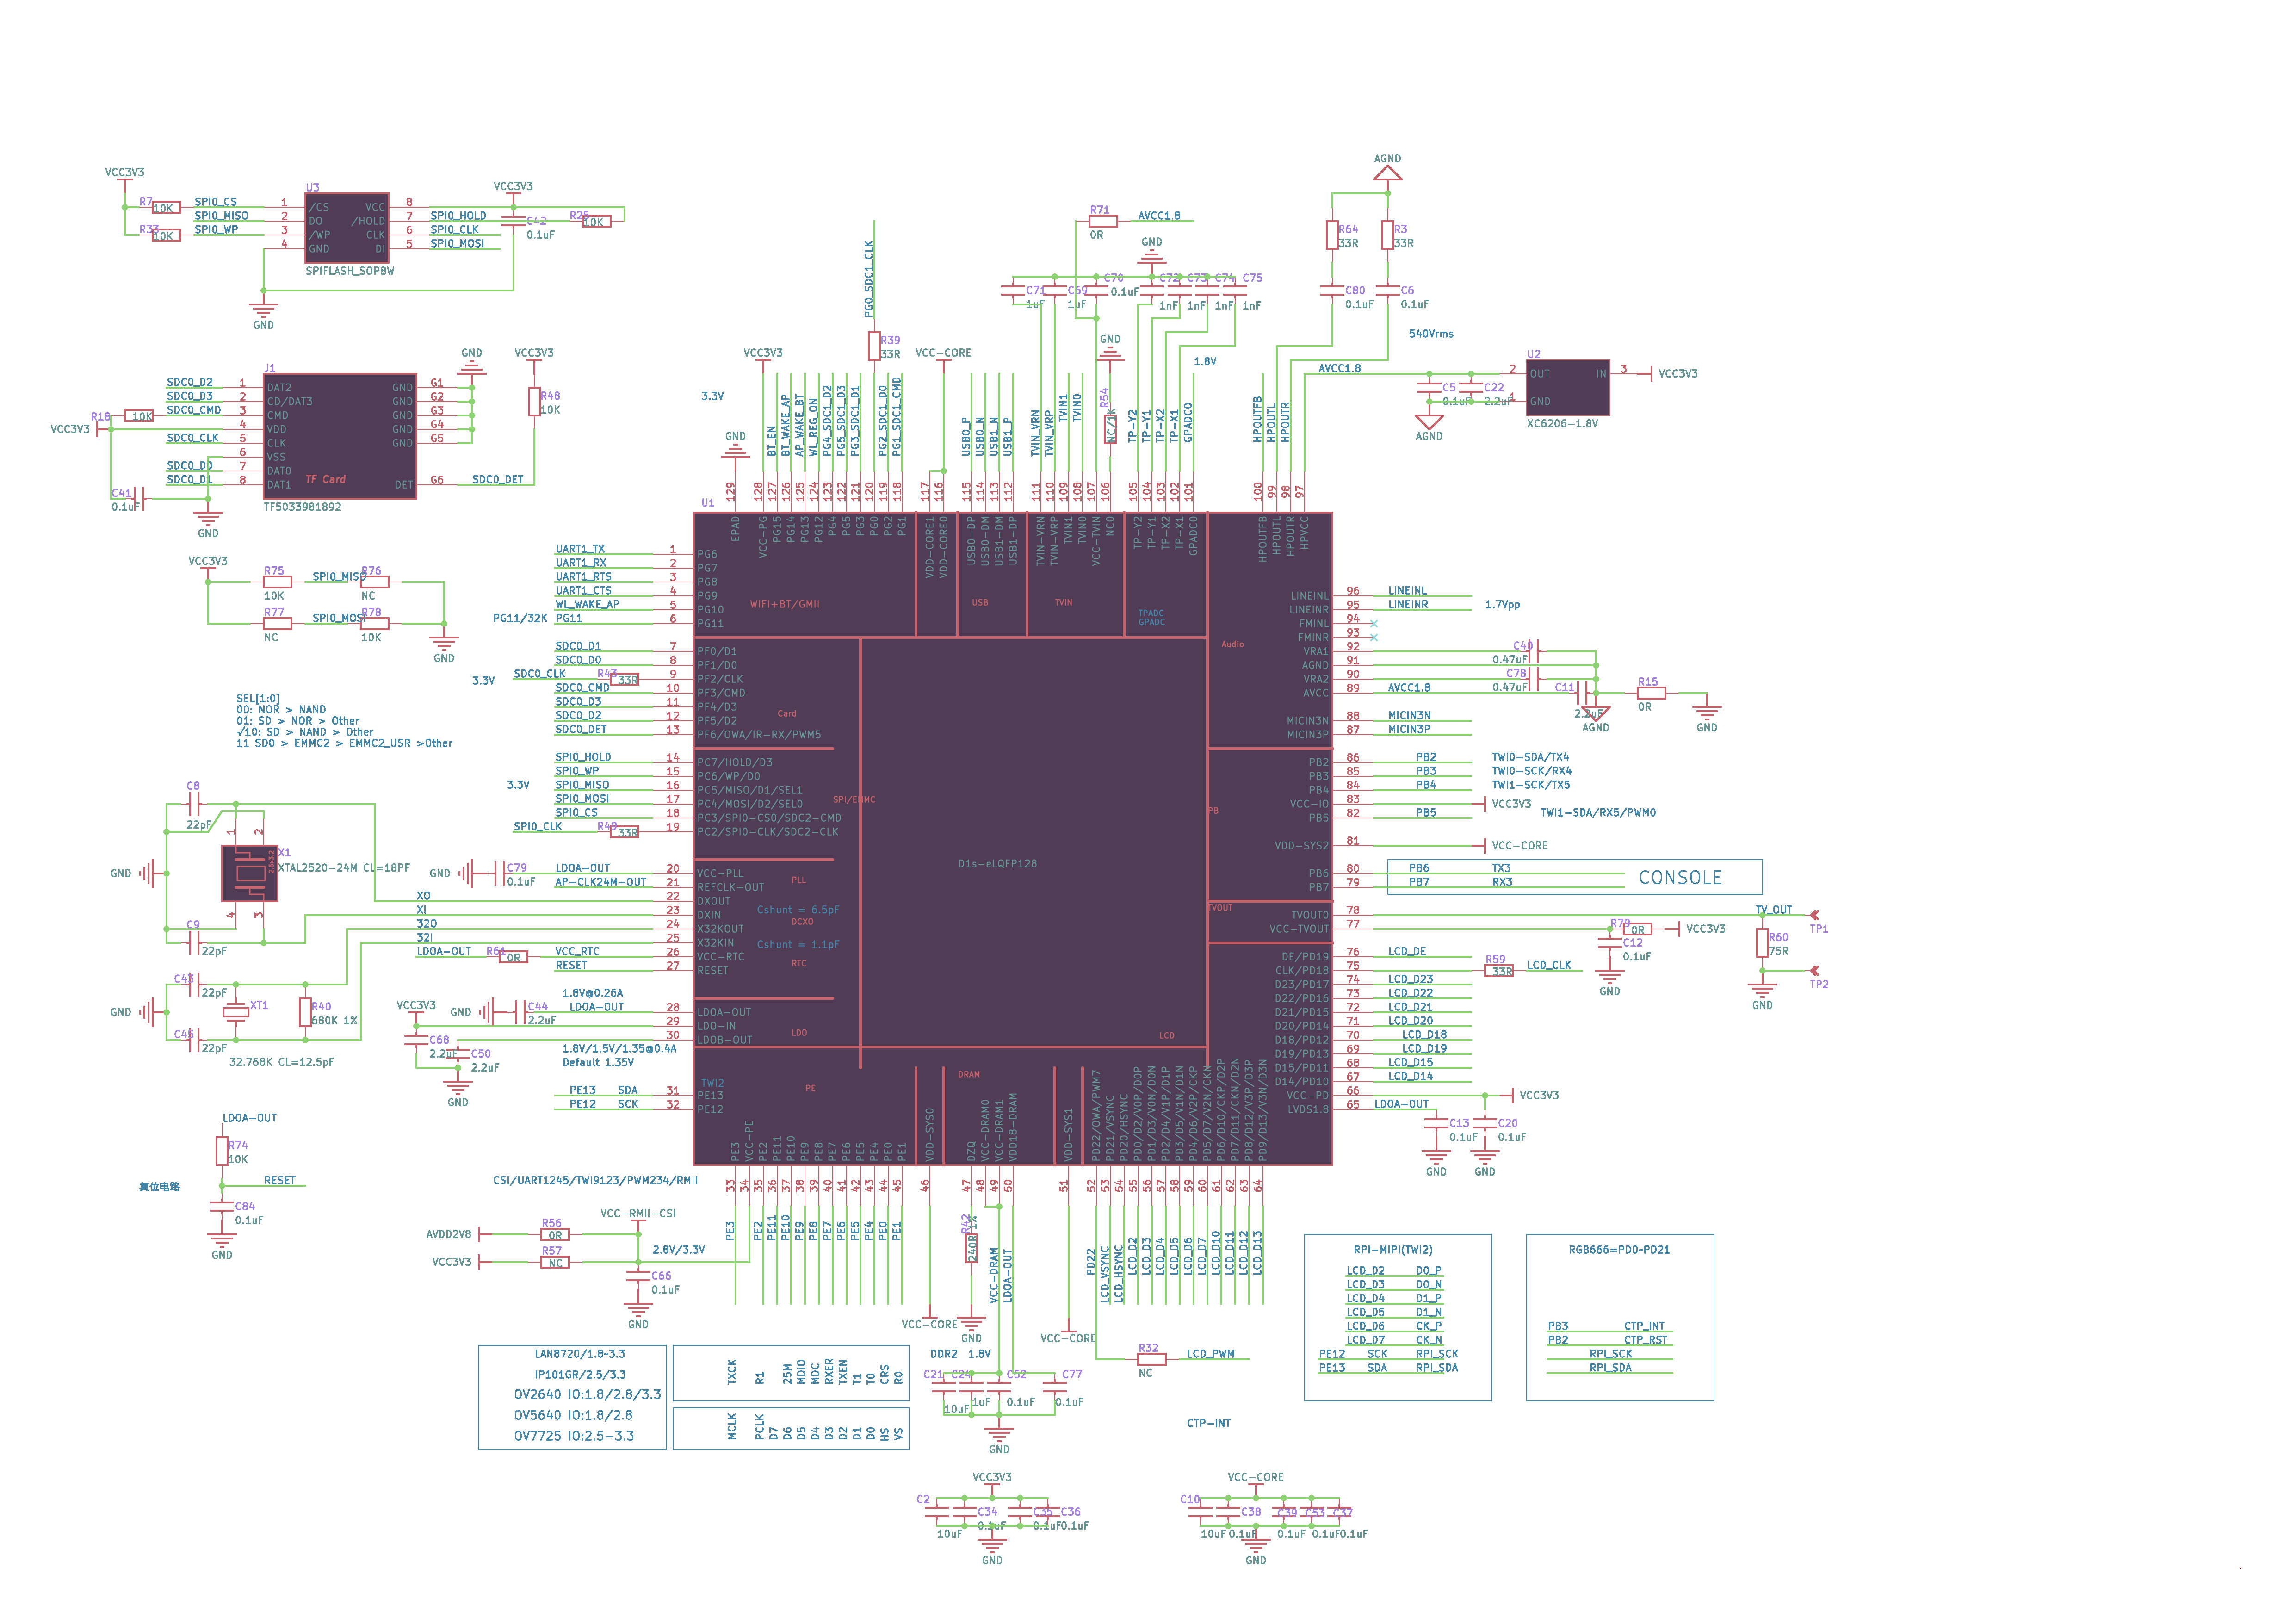 VCC3V3
R7
10K
R33
10K
SPI0_CS
SPI0_MISO
SPI0_WP
U3
1
2
3
4
/CS
DO
/WP
GND
VCC
/HOLD
CLK
DI
8
7
6
5
SPIFLASH_SOP8W
SPI0_HOLD
SPI0_CLK
SPI0_MOSI
VCC3V3
C42
0.1uF
R25
10K
GND
J1
SDC0_D2
SDC0_D3
SDC0_CMD
SDC0_CLK
SDC0_D0
SDC0_D1
R18
10K
VCC3V3
C41
0.1uF
GND
1 DAT2
2 CD/DAT3
3 CMD
4 VDD
5 CLK
6 VSS
7 DAT0
8 DAT1
GND G1
GND G2
GND G3
GND G4
GND G5
DET G6
TF Card
TF5033981892
GND
VCC3V3
R48
10K
SDC0_DET
VCC3V3
R75
10K
SPI0_MISO
R76
NC
R77
NC
SPI0_MOSI
R78
10K
GND
SEL[1:0]
00: NOR > NAND
01: SD > NOR > Other
✓10: SD > NAND > Other
11 SD0 > EMMC2 > EMMC2_USR >Other
C8
22pF
X1
XTAL2520-24M CL=18PF
1
2
4
3
GND
C9
22pF
C43
22pF
XT1
R40
680K 1%
GND
C45
22pF
32.768K CL=12.5pF
XO
XI
32O
32I
LDOA-OUT
R61
0R
VCC_RTC
RESET
GND
C79
0.1uF
LDOA-OUT
AP-CLK24M-OUT
1.8V@0.26A
LDOA-OUT
GND
C44
2.2uF
VCC3V3
C68
2.2uF
C50
2.2uF
GND
1.8V/1.5V/1.35@0.4A
Default 1.35V
PE13 SDA
PE12 SCK
LDOA-OUT
R74
10K
复位电路
RESET
C84
0.1uF
GND
UART1_TX
UART1_RX
UART1_RTS
UART1_CTS
WL_WAKE_AP
PG11/32K PG11
SDC0_D1
SDC0_D0
SDC0_CLK
R43
33R
3.3V
SDC0_CMD
SDC0_D3
SDC0_D2
SDC0_DET
SPI0_HOLD
SPI0_WP
SPI0_MISO
3.3V
SPI0_MOSI
SPI0_CS
SPI0_CLK
R49
33R
U1
1 PG6
2 PG7
3 PG8
4 PG9
5 PG10
6 PG11
7 PF0/D1
8 PF1/D0
9 PF2/CLK
10 PF3/CMD
11 PF4/D3
12 PF5/D2
13 PF6/OWA/IR-RX/PWM5
14 PC7/HOLD/D3
15 PC6/WP/D0
16 PC5/MISO/D1/SEL1
17 PC4/MOSI/D2/SEL0
18 PC3/SPI0-CS0/SDC2-CMD
19 PC2/SPI0-CLK/SDC2-CLK
20 VCC-PLL
21 REFCLK-OUT
22 DXOUT
23 DXIN
24 X32KOUT
25 X32KIN
26 VCC-RTC
27 RESET
28 LDOA-OUT
29 LDO-IN
30 LDOB-OUT
31 PE13
32 PE12
WIFI+BT/GMII
Card
SPI/EMMC
PLL
Cshunt = 6.5pF
DCXO
Cshunt = 1.1pF
RTC
LDO
TWI2
PE
USB
TVIN
TPADC
GPADC
Audio
PB
TVOUT
LCD
DRAM
D1s-eLQFP128
GND
3.3V
VCC3V3
BT_EN
BT_WAKE_AP
AP_WAKE_BT
WL_REG_ON
PG4_SDC1_D2
PG5_SDC1_D3
PG3_SDC1_D1
PG0_SDC1_CLK
R39
33R
PG2_SDC1_D0
PG1_SDC1_CMD
VCC-CORE
USB0_P
USB0_N
USB1_N
USB1_P
TVIN_VRN
TVIN_VRP
TVIN1
TVIN0
R54
NC/1K
GND
TP-Y2
TP-Y1
TP-X2
TP-X1
GPADC0
1.8V
R71
0R
AVCC1.8
GND
C71
1uF
C69
1uF
C70
0.1uF
C72
1nF
C73
1nF
C74
1nF
C75
1nF
HPOUTFB
HPOUTL
HPOUTR
AGND
R64
33R
R3
33R
C80
0.1uF
C6
0.1uF
540Vrms
AVCC1.8
C5
0.1uF
C22
2.2uF
AGND
U2
2 OUT
1 GND
IN 3
XC6206-1.8V
VCC3V3
129 EPAD
128 VCC-PG
127 PG15
126 PG14
125 PG13
124 PG12
123 PG4
122 PG5
121 PG3
120 PG0
119 PG2
118 PG1
117 VDD-CORE1
116 VDD-CORE0
115 USB0-DP
114 USB0-DM
113 USB1-DM
112 USB1-DP
111 TVIN-VRN
110 TVIN-VRP
109 TVIN1
108 TVIN0
107 VCC-TVIN
106 NC0
105 TP-Y2
104 TP-Y1
103 TP-X2
102 TP-X1
101 GPADC0
100 HPOUTFB
99 HPOUTL
98 HPOUTR
97 HPVCC
LINEINL 96 LINEINL
LINEINR 95 LINEINR
1.7Vpp
FMINL 94
FMINR 93
VRA1 92
AGND 91
VRA2 90
AVCC 89 AVCC1.8
C40
0.47uF
C78
0.47uF
C11
2.2uF
AGND
R15
0R
GND
MICIN3N 88 MICIN3N
MICIN3P 87 MICIN3P
PB2 86 PB2 TWI0-SDA/TX4
PB3 85 PB3 TWI0-SCK/RX4
PB4 84 PB4 TWI1-SCK/TX5
VCC-IO 83 VCC3V3
PB5 82 PB5 TWI1-SDA/RX5/PWM0
VDD-SYS2 81 VCC-CORE
PB6 80 PB6 TX3
PB7 79 PB7 RX3
CONSOLE
TVOUT0 78 TV_OUT
TP1
VCC-TVOUT 77
R79
0R
VCC3V3
C12
0.1uF
GND
R60
75R
TP2
GND
DE/PD19 76 LCD_DE
CLK/PD18 75
R59
33R
LCD_CLK
D23/PD17 74 LCD_D23
D22/PD16 73 LCD_D22
D21/PD15 72 LCD_D21
D20/PD14 71 LCD_D20
D18/PD12 70 LCD_D18
D19/PD13 69 LCD_D19
D15/PD11 68 LCD_D15
D14/PD10 67 LCD_D14
VCC-PD 66 VCC3V3
LVDS1.8 65 LDOA-OUT
C13
0.1uF
GND
C20
0.1uF
GND
33 PE3
34 VCC-PE
35 PE2
36 PE11
37 PE10
38 PE9
39 PE8
40 PE7
41 PE6
42 PE5
43 PE4
44 PE0
45 PE1
46 VDD-SYS0
47 DZQ
48 VCC-DRAM0
49 VCC-DRAM1
50 VDD18-DRAM
51 VDD-SYS1
52 PD22/OWA/PWM7
53 PD21/VSYNC
54 PD20/HSYNC
55 PD0/D2/V0P/D0P
56 PD1/D3/V0N/D0N
57 PD2/D4/V1P/D1P
58 PD3/D5/V1N/D1N
59 PD4/D6/V2P/CKP
60 PD5/D7/V2N/CKN
61 PD6/D10/CKP/D2P
62 PD7/D11/CKN/D2N
63 PD8/D12/V3P/D3P
64 PD9/D13/V3N/D3N
CSI/UART1245/TWI9123/PWM234/RMII
AVDD2V8
R56
0R
VCC-RMII-CSI
VCC3V3
R57
NC
2.8V/3.3V
C66
0.1uF
GND
PE3
PE2
PE11
PE10
PE9
PE8
PE7
PE6
PE5
PE4
PE0
PE1
VCC-CORE
R42
240R 1%
GND
VCC-DRAM
LDOA-OUT
VCC-CORE
DDR2 1.8V
C21
10uF
C24
1uF
C52
0.1uF
C77
0.1uF
GND
PD22
LCD_VSYNC
LCD_HSYNC
LCD_D2
LCD_D3
LCD_D4
LCD_D5
LCD_D6
LCD_D7
LCD_D10
LCD_D11
LCD_D12
LCD_D13
R32
NC
LCD_PWM
CTP-INT
LAN8720/1.8-3.3
IP101GR/2.5/3.3
OV2640 IO:1.8/2.8/3.3
OV5640 IO:1.8/2.8
OV7725 IO:2.5-3.3
TXCK
R1
25M
MDIO
MDC
RXER
TXEN
T1
T0
CRS
R0
MCLK
PCLK
D7
D6
D5
D4
D3
D2
D1
D0
HS
VS
RPI-MIPI(TWI2)
LCD_D2 D0_P
LCD_D3 D0_N
LCD_D4 D1_P
LCD_D5 D1_N
LCD_D6 CK_P
LCD_D7 CK_N
PE12 SCK RPI_SCK
PE13 SDA RPI_SDA
RGB666=PD0-PD21
PB3 CTP_INT
PB2 CTP_RST
RPI_SCK
RPI_SDA
VCC3V3
C2
10uF
C34
0.1uF
C35
0.1uF
C36
0.1uF
GND
VCC-CORE
C10
10uF
C38
0.1uF
C39
0.1uF
C53
0.1uF
C37
0.1uF
GND